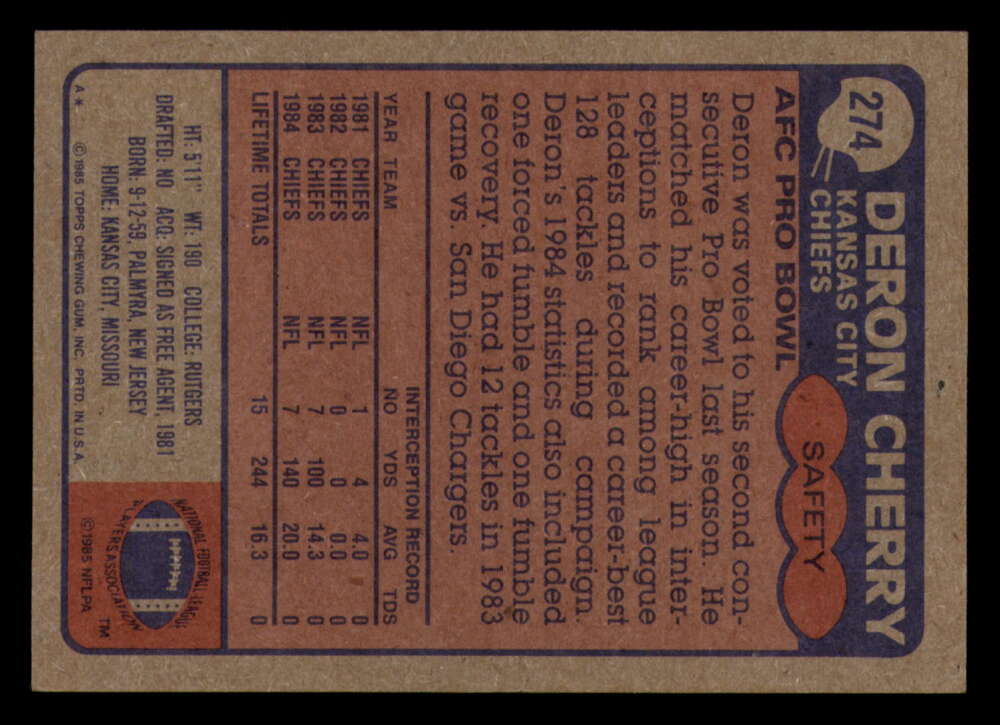 274
DERON CHERRY
KANSAS CITY
CHIEFS
SAFETY
AFC PRO BOWL
Deron was voted to his second con-
secutive Pro Bowl last season. He
matched his career-high in inter-
ceptions to rank among league
leaders and recorded a career-best
128 tackles during campaign.
Deron's 1984 statistics also included
one forced fumble and one fumble
recovery. He had 12 tackles in 1983
game vs. San Diego Chargers.
INTERCEPTION RECORD
YEAR TEAM NO YDS AVG TDS
1981 CHIEFS NFL 1 4 4.0 0
1982 CHIEFS NFL 0 0 0.0 0
1983 CHIEFS NFL 7 100 14.3 0
1984 CHIEFS NFL 7 140 20.0 0
LIFETIME TOTALS 15 244 16.3 0
HT: 5'11" WT: 190 COLLEGE: RUTGERS
DRAFTED: NO ACQ: SIGNED AS FREE AGENT, 1981
BORN: 9-12-59, PALMYRA, NEW JERSEY
HOME: KANSAS CITY, MISSOURI
A* © 1985 TOPPS CHEWING GUM, INC. PRTD. IN U.S.A.
NATIONAL FOOTBALL LEAGUE
PLAYERS ASSOCIATION
TM
©1985 NFLPA